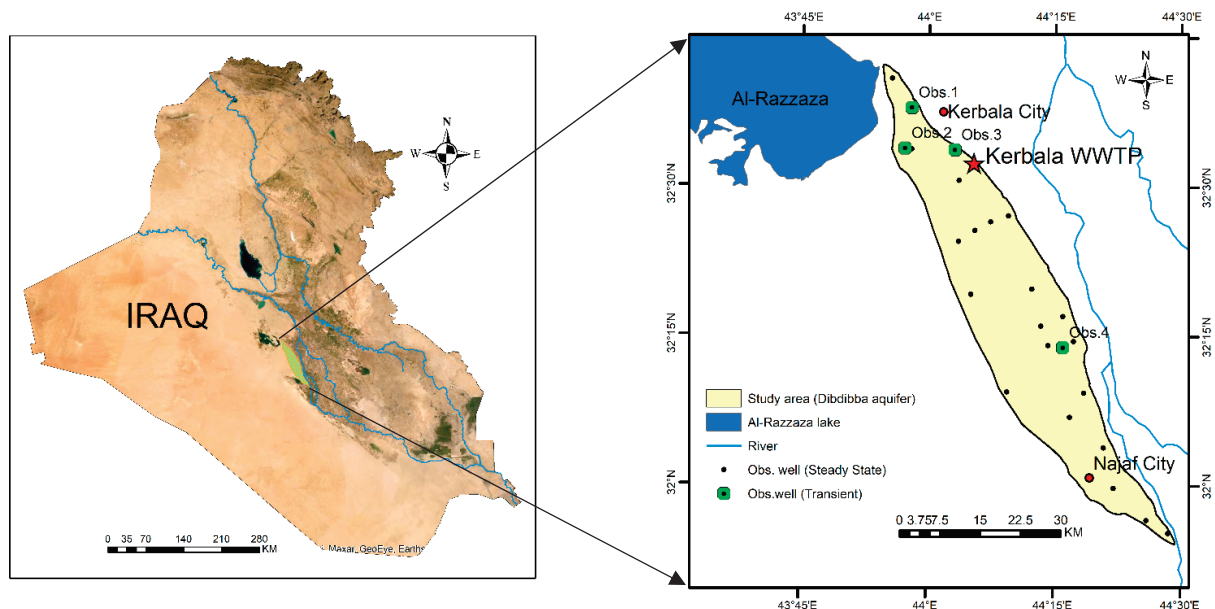 N
W E
S
IRAQ
0 35 70 140 210 280
KM
Maxar, GeoEye, Earths
43°45'E 44°E 44°15'E 44°30'E
N
W E
S
Al-Razzaza
Obs.1
Kerbala City
Obs.2 Obs.3
Kerbala WWTP
Obs.4
Najaf City
32°30'N
32°15'N
32°N
32°30'N
32°15'N
32°N
Study area (Dibdibba aquifer)
Al-Razzaza lake
River
Obs. well (Steady State)
Obs.well (Transient)
0 3.757.5 15 22.5 30
KM
43°45'E 44°E 44°15'E 44°30'E